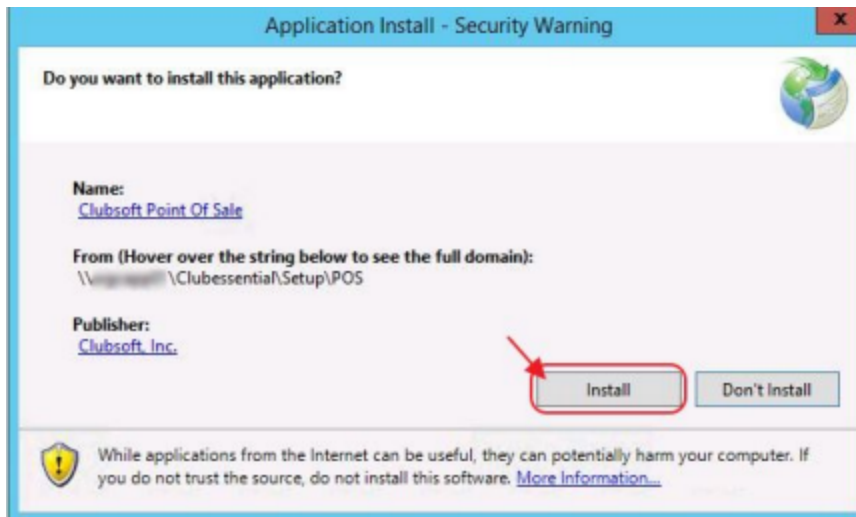 Application Install - Security Warning
x
Do you want to install this application?
Name:
Clubsoft Point Of Sale
From (Hover over the string below to see the full domain):
\\ \Clubessential\Setup\POS
Publisher:
Clubsoft, Inc.
Install
Don't Install
While applications from the Internet can be useful, they can potentially harm your computer. If
you do not trust the source, do not install this software. More Information...